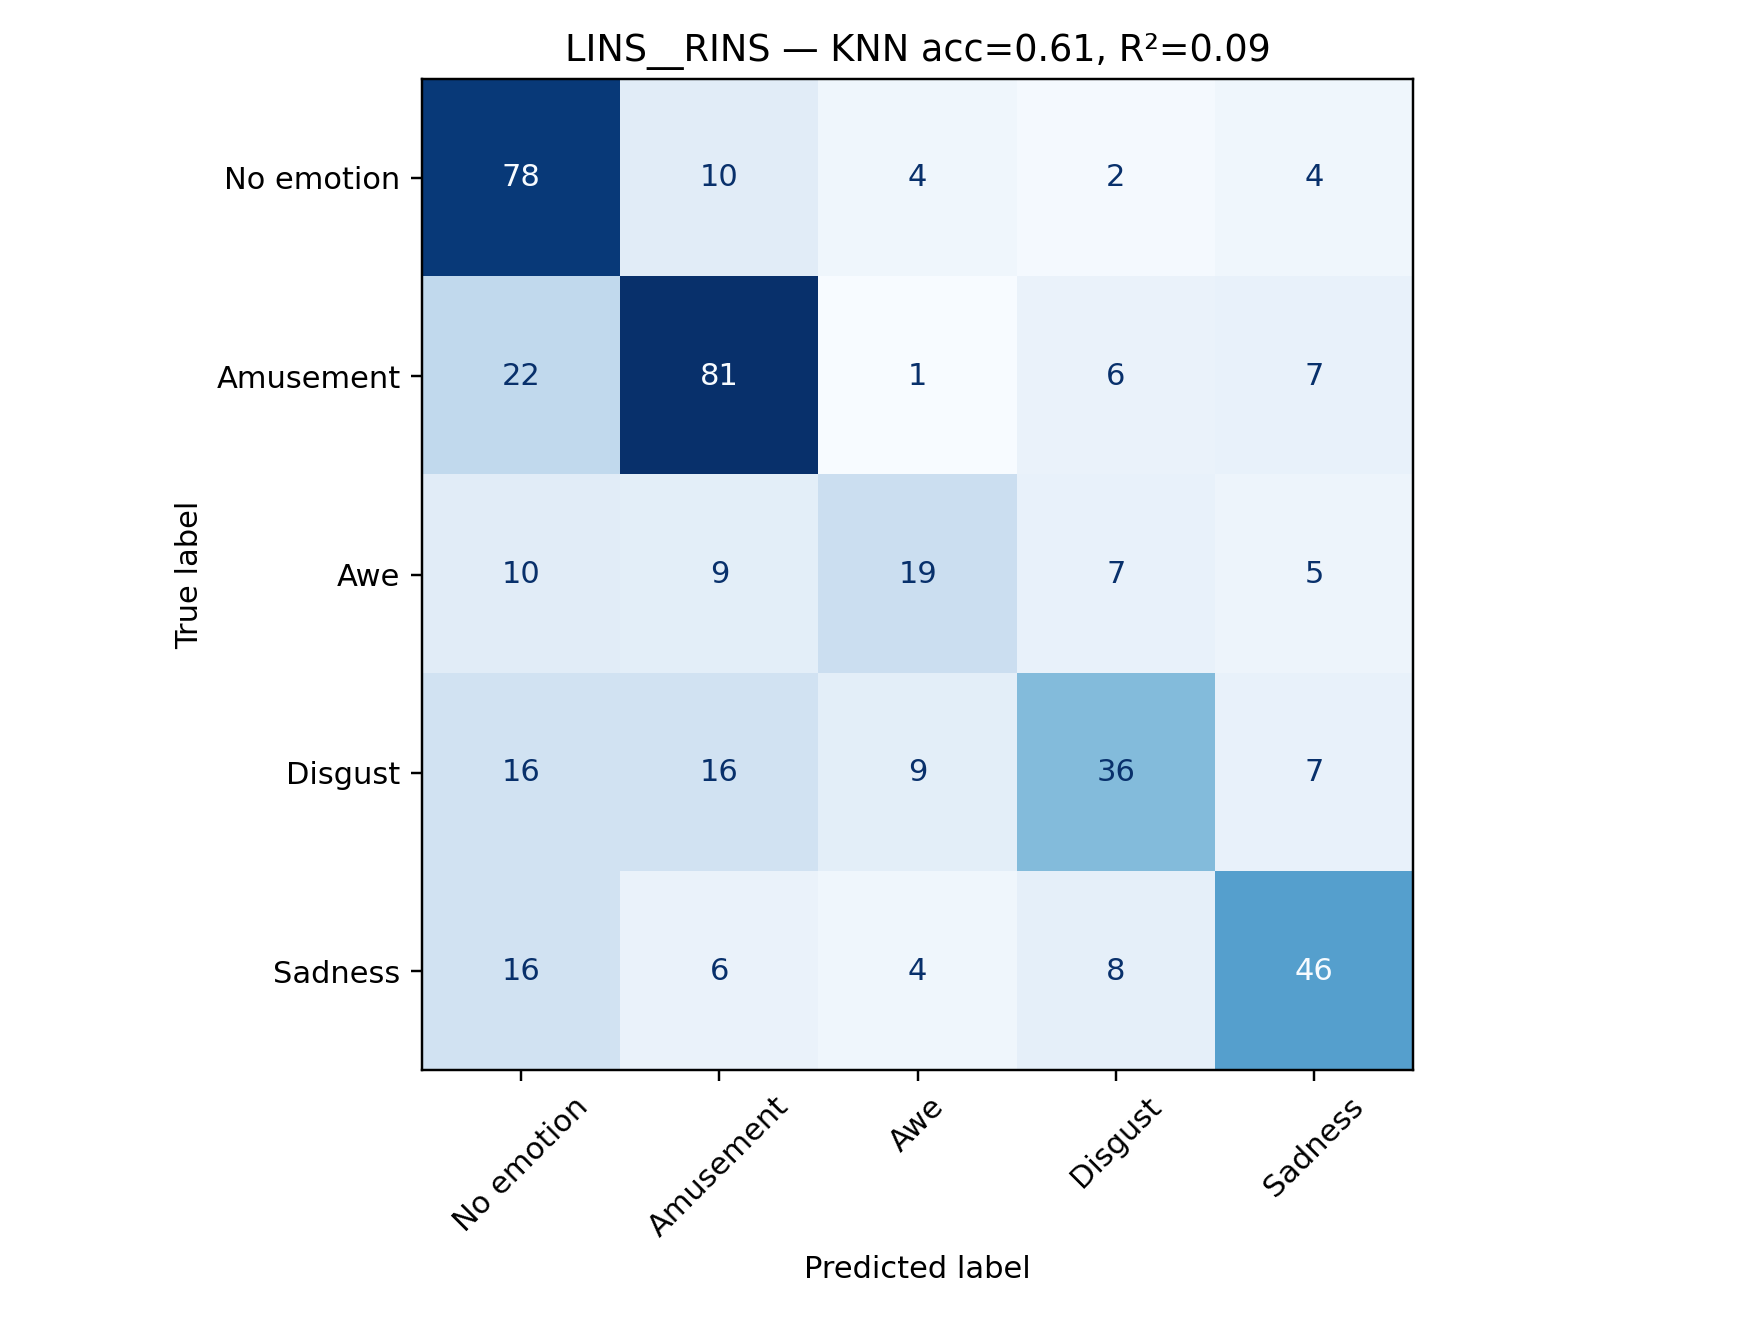 LINS__RINS — KNN acc=0.61, R²=0.09
No emotion 78 10 4 2 4
Amusement 22 81 1 6 7
Awe 10 9 19 7 5
Disgust 16 16 9 36 7
Sadness 16 6 4 8 46
True label
No emotion Amusement Awe Disgust Sadness
Predicted label